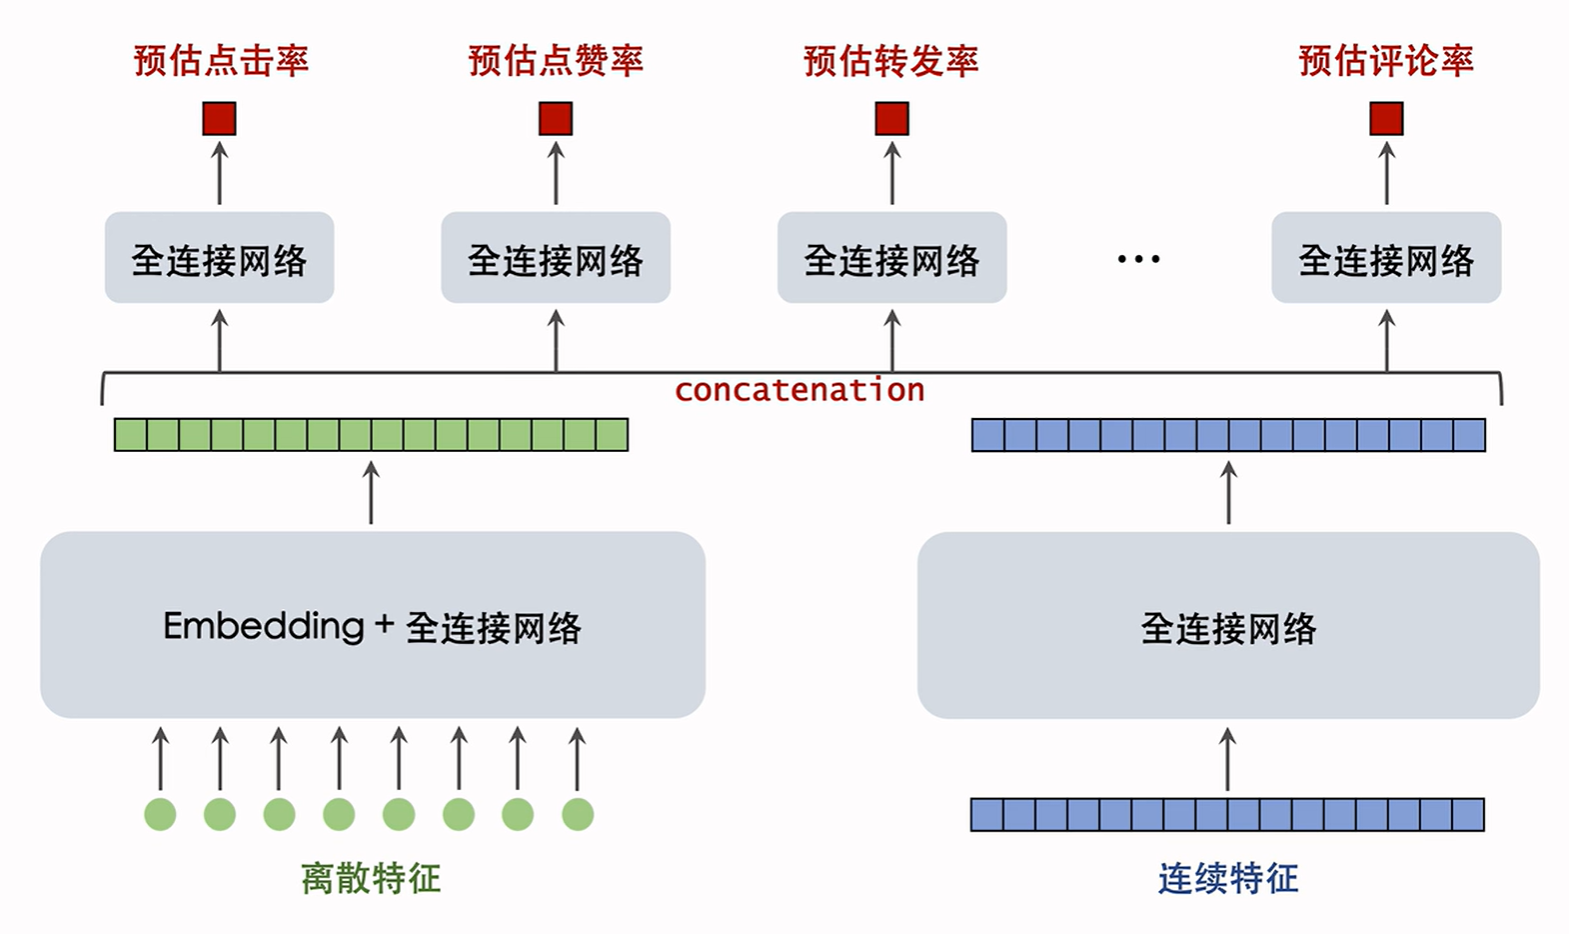 预估点击率
预估点赞率
预估转发率
预估评论率
全连接网络
全连接网络
全连接网络
...
全连接网络
concatenation
Embedding + 全连接网络
全连接网络
离散特征
连续特征